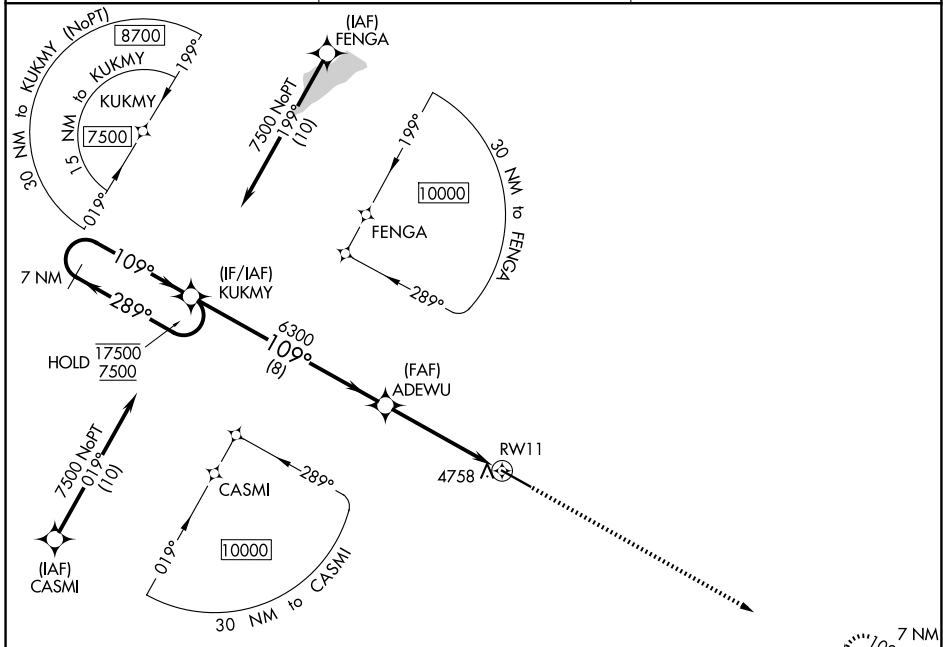 (IAF)
FENGA
30 NM to KUKMY (NoPT)
8700
15 NM to KUKMY
199°
KUKMY
7500
019°
7500 NoPT
199°
(10)
199°
30 NM to FENGA
10000
FENGA
289°
7 NM
109°
289°
(IF/IAF)
KUKMY
HOLD 17500
7500
6300
109°
(8)
(FAF)
ADEWU
RW11
4758
7500 NoPT
019°
(10)
(IAF)
CASMI
CASMI
289°
019°
10000
30 NM to CASMI
7 NM